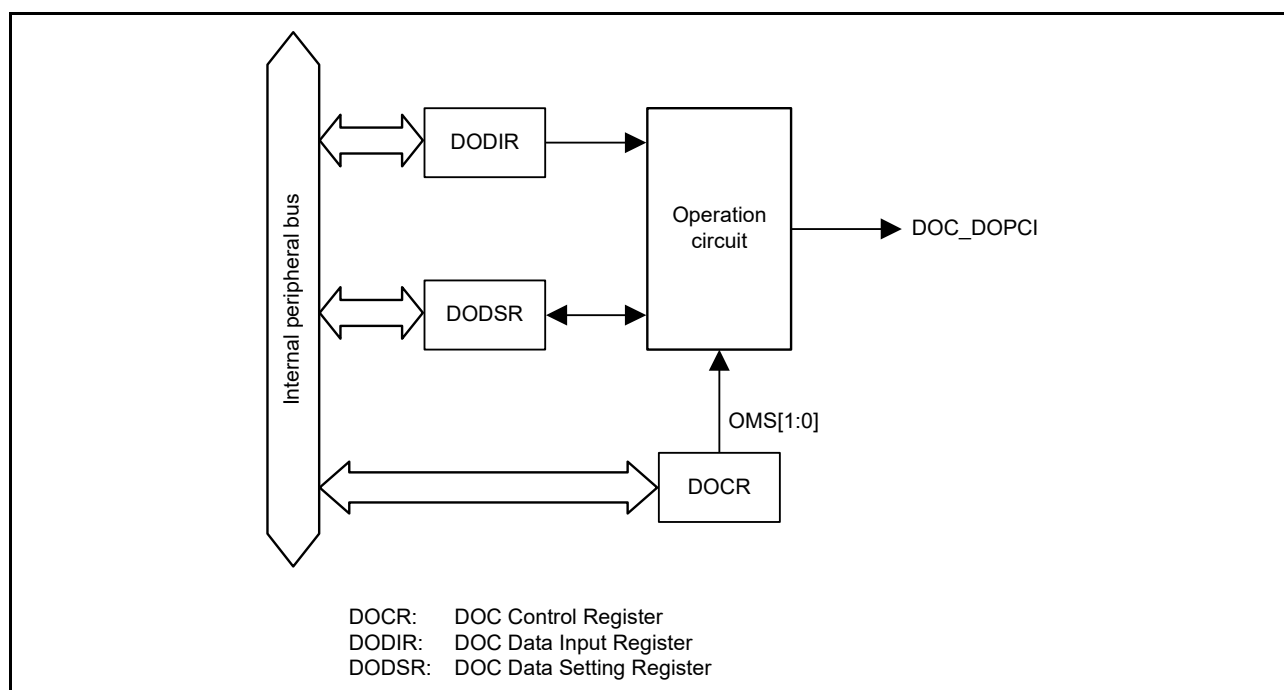 Internal peripheral bus
DODIR
Operation
circuit
DOC_DOPCI
DODSR
OMS[1:0]
DOCR
DOCR: DOC Control Register
DODIR: DOC Data Input Register
DODSR: DOC Data Setting Register